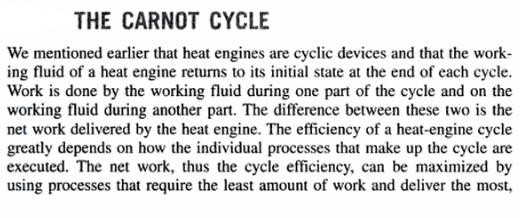 THE CARNOT CYCLE
We mentioned earlier that heat engines are cyclic devices and that the work-
ing fluid of a heat engine returns to its initial state at the end of each cycle.
Work is done by the working fluid during one part of the cycle and on the
working fluid during another part. The difference between these two is the
net work delivered by the heat engine. The efficiency of a heat-engine cycle
greatly depends on how the individual processes that make up the cycle are
executed. The net work, thus the cycle efficiency, can be maximized by
using processes that require the least amount of work and deliver the most,